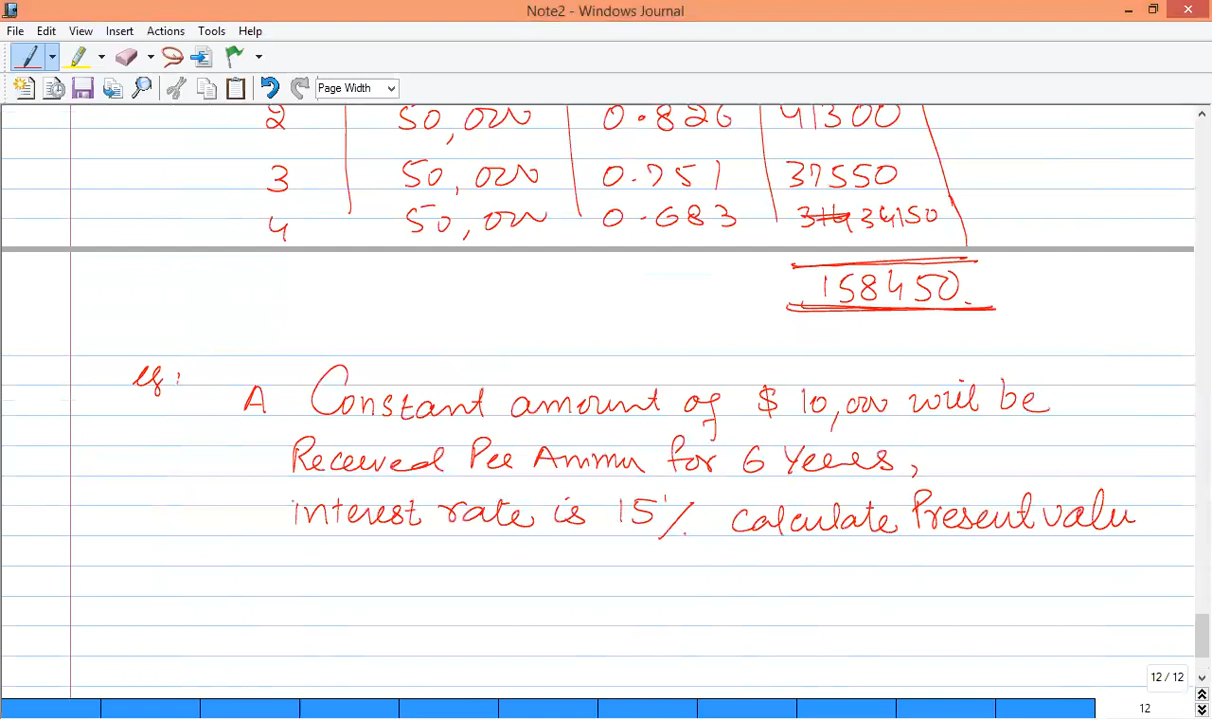 Note2 - Windows Journal
File Edit View Insert Actions Tools Help
Page Width
2 50,000 0.826 41300
3 50,000 0.751 37550
4 50,000 0.683 34150
158450
eg: A Constant amount of $ 10,000 will be
Received Per Annum for 6 Years,
interest rate is 15% calculate Present valu
12 / 12
12